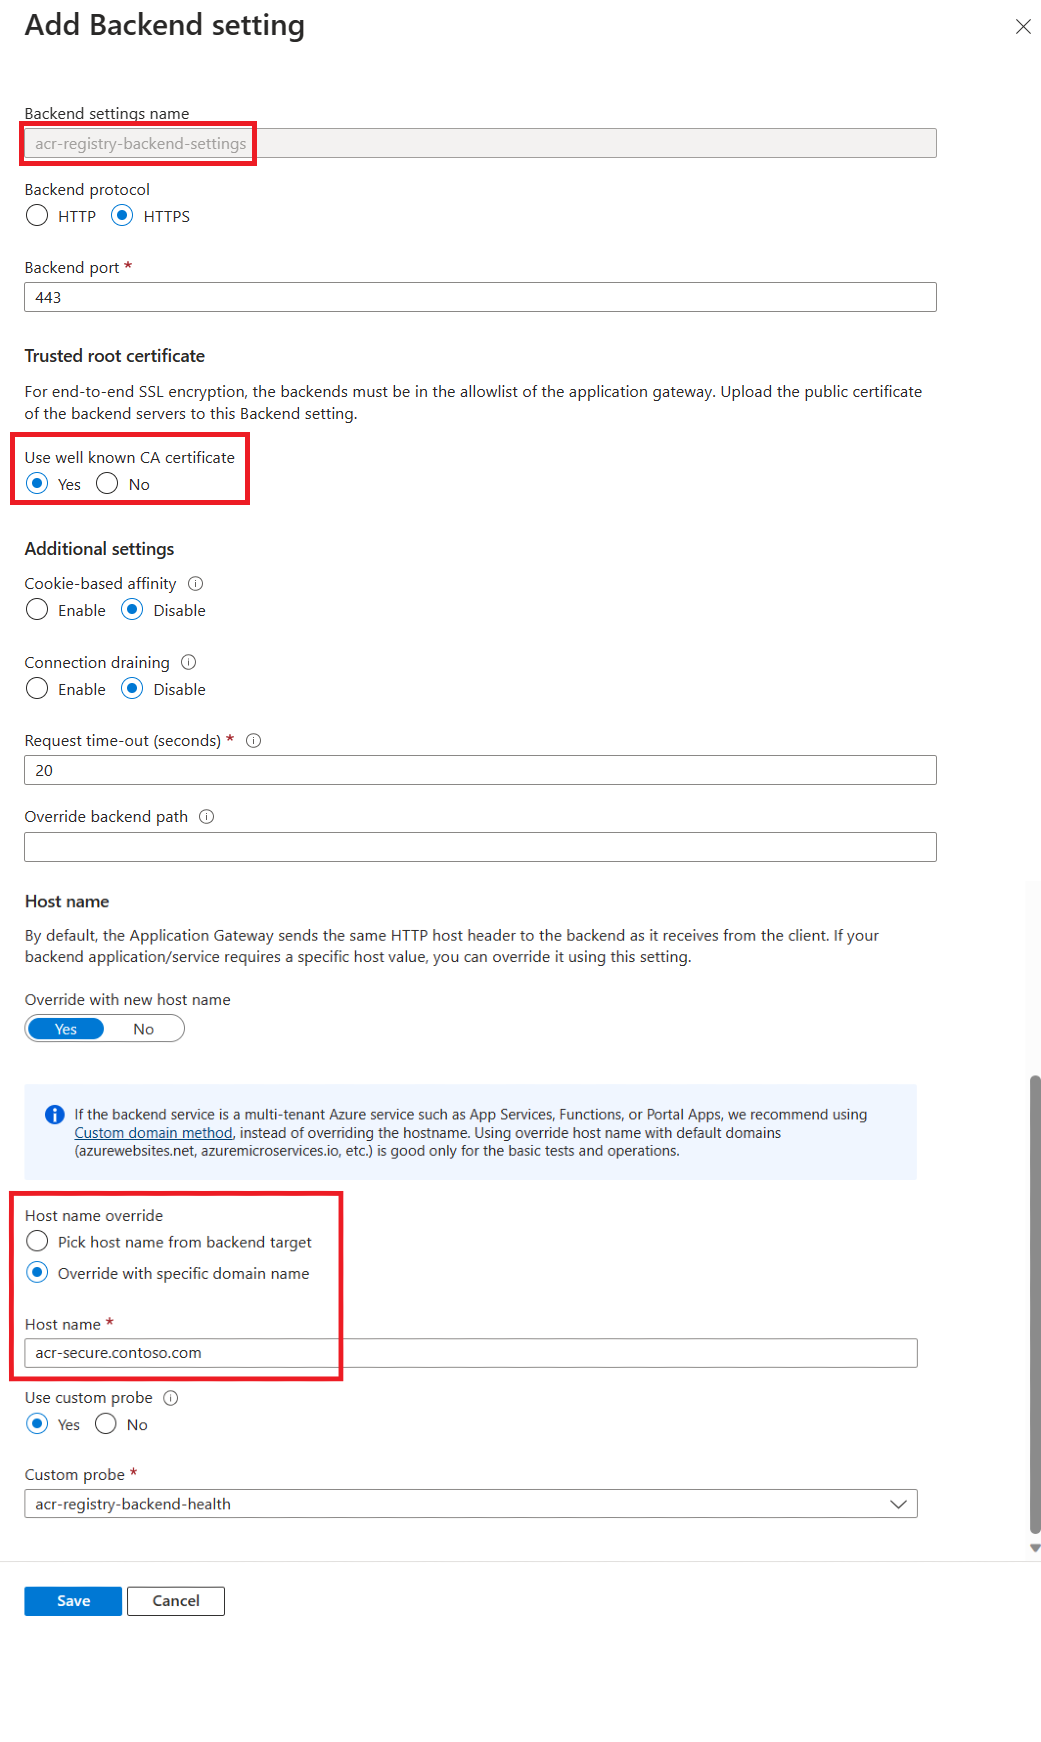 Add Backend setting
Backend settings name
acr-registry-backend-settings
Backend protocol
HTTP HTTPS
Backend port *
443
Trusted root certificate
For end-to-end SSL encryption, the backends must be in the allowlist of the application gateway. Upload the public certificate
of the backend servers to this Backend setting.
Use well known CA certificate
Yes No
Additional settings
Cookie-based affinity
Enable Disable
Connection draining
Enable Disable
Request time-out (seconds) *
20
Override backend path
Host name
By default, the Application Gateway sends the same HTTP host header to the backend as it receives from the client. If your
backend application/service requires a specific host value, you can override it using this setting.
Override with new host name
Yes No
If the backend service is a multi-tenant Azure service such as App Services, Functions, or Portal Apps, we recommend using
Custom domain method, instead of overriding the hostname. Using override host name with default domains
(azurewebsites.net, azuremicroservices.io, etc.) is good only for the basic tests and operations.
Host name override
Pick host name from backend target
Override with specific domain name
Host name *
acr-secure.contoso.com
Use custom probe
Yes No
Custom probe *
acr-registry-backend-health
Save Cancel